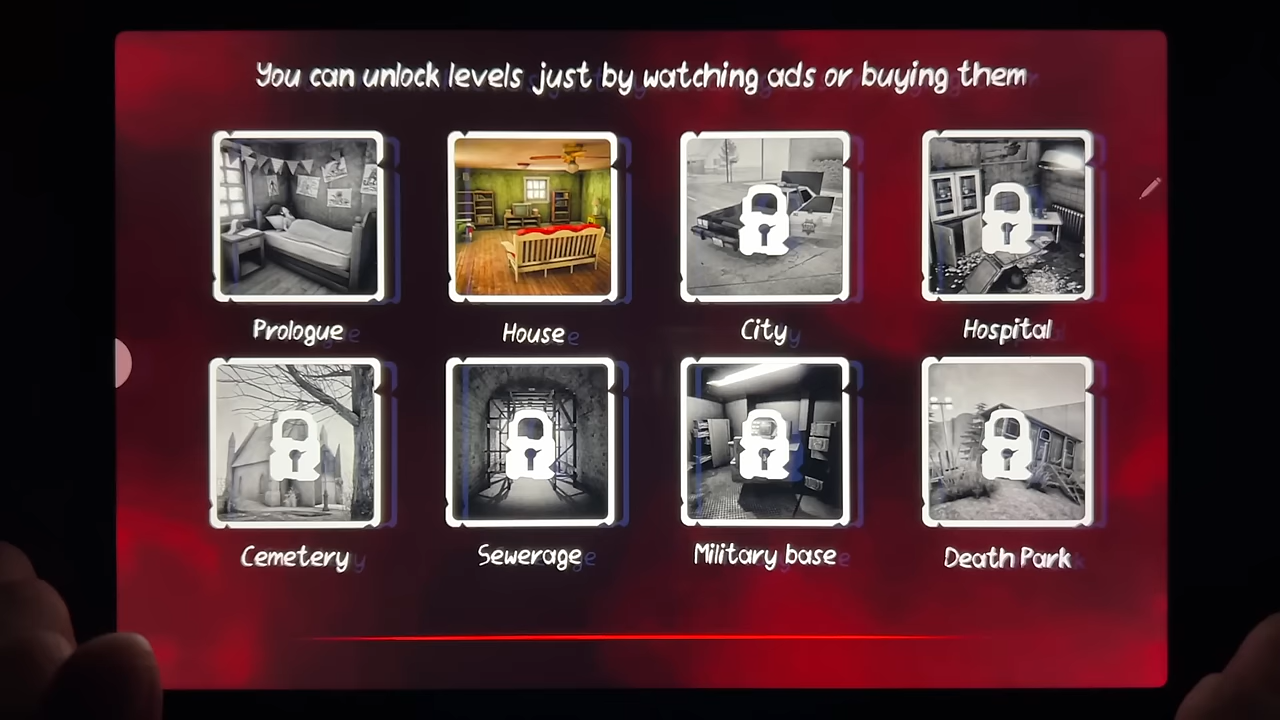 You can unlock levels just by watching ads or buying them
Prologue
House
City
Hospital
Cemetery
Sewerage
Military base
Death Park